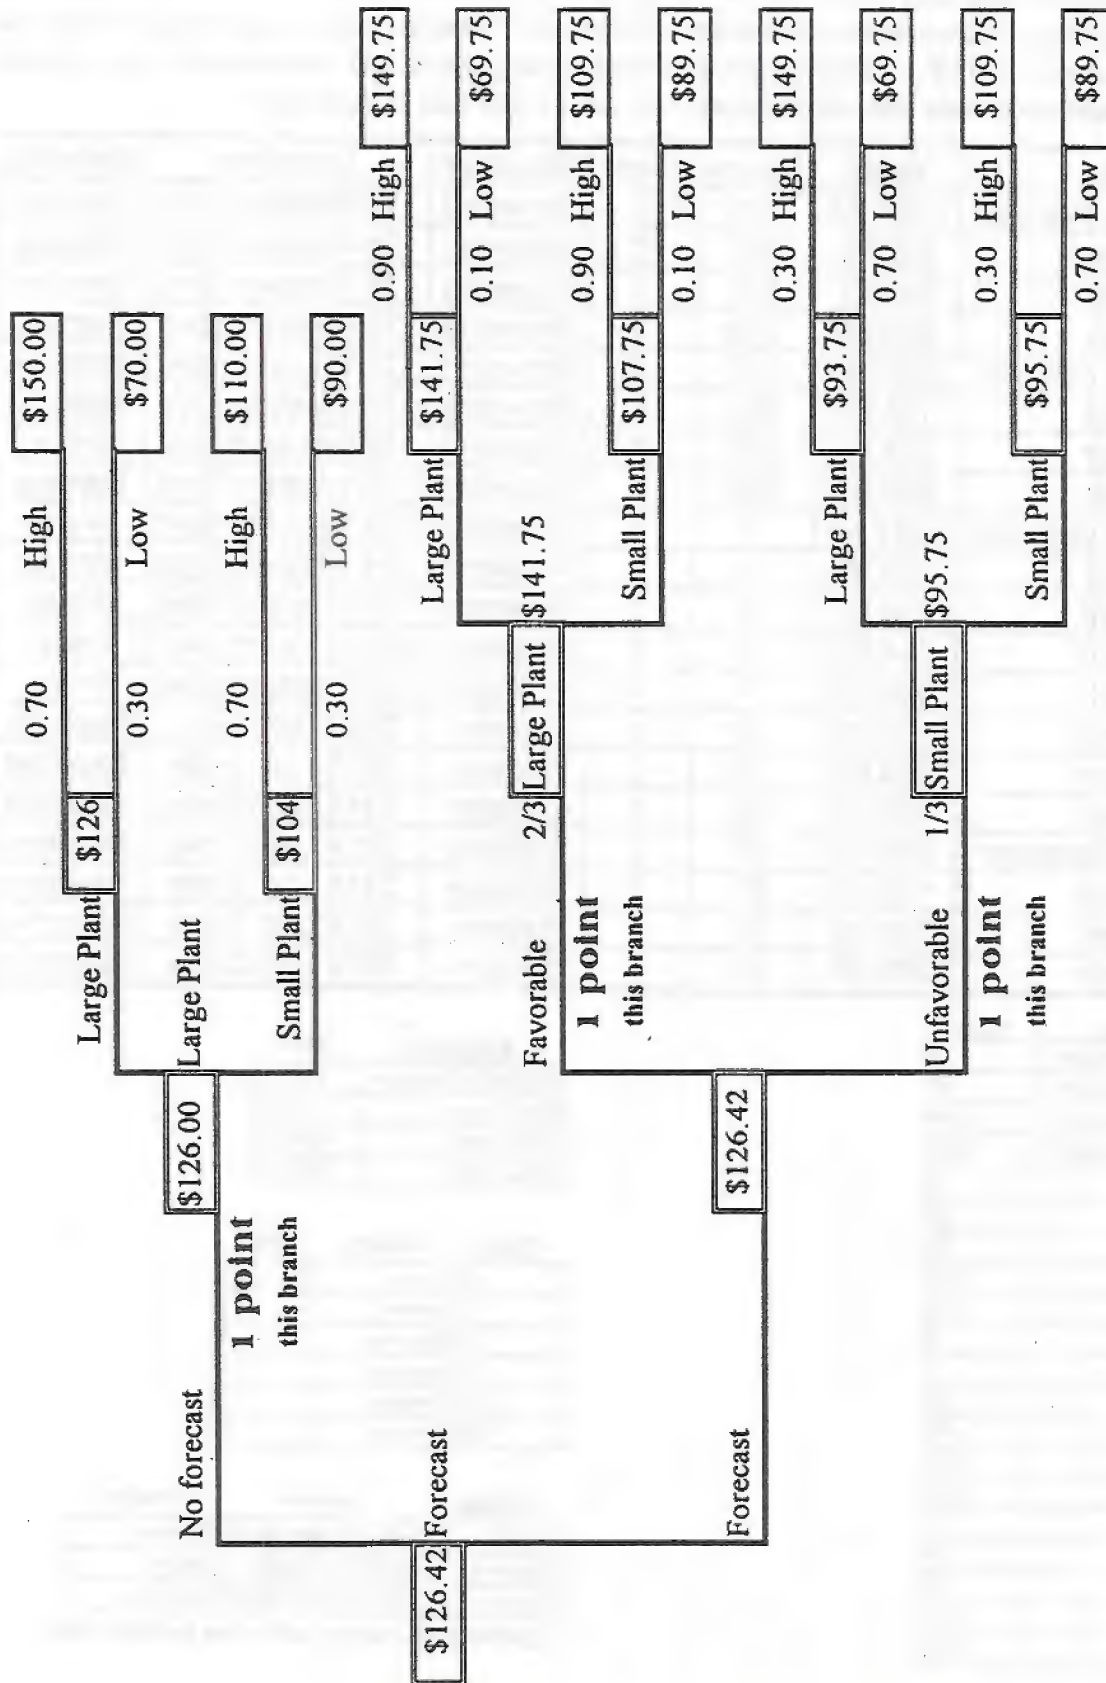 0.70 High $150.00
Large Plant $126
0.30 Low $70.00
$126.00 Large Plant
0.70 High $110.00
Small Plant $104
0.30 Low $90.00
No forecast
1 point
this branch
0.90 High $149.75
Large Plant $141.75
0.10 Low $69.75
Favorable 2/3 Large Plant $141.75
0.90 High $109.75
Small Plant $107.75
0.10 Low $89.75
1 point
this branch
$126.42 Forecast
Forecast $126.42
0.30 High $149.75
Large Plant $93.75
0.70 Low $69.75
Unfavorable 1/3 Small Plant $95.75
0.30 High $109.75
Small Plant $95.75
0.70 Low $89.75
1 point
this branch